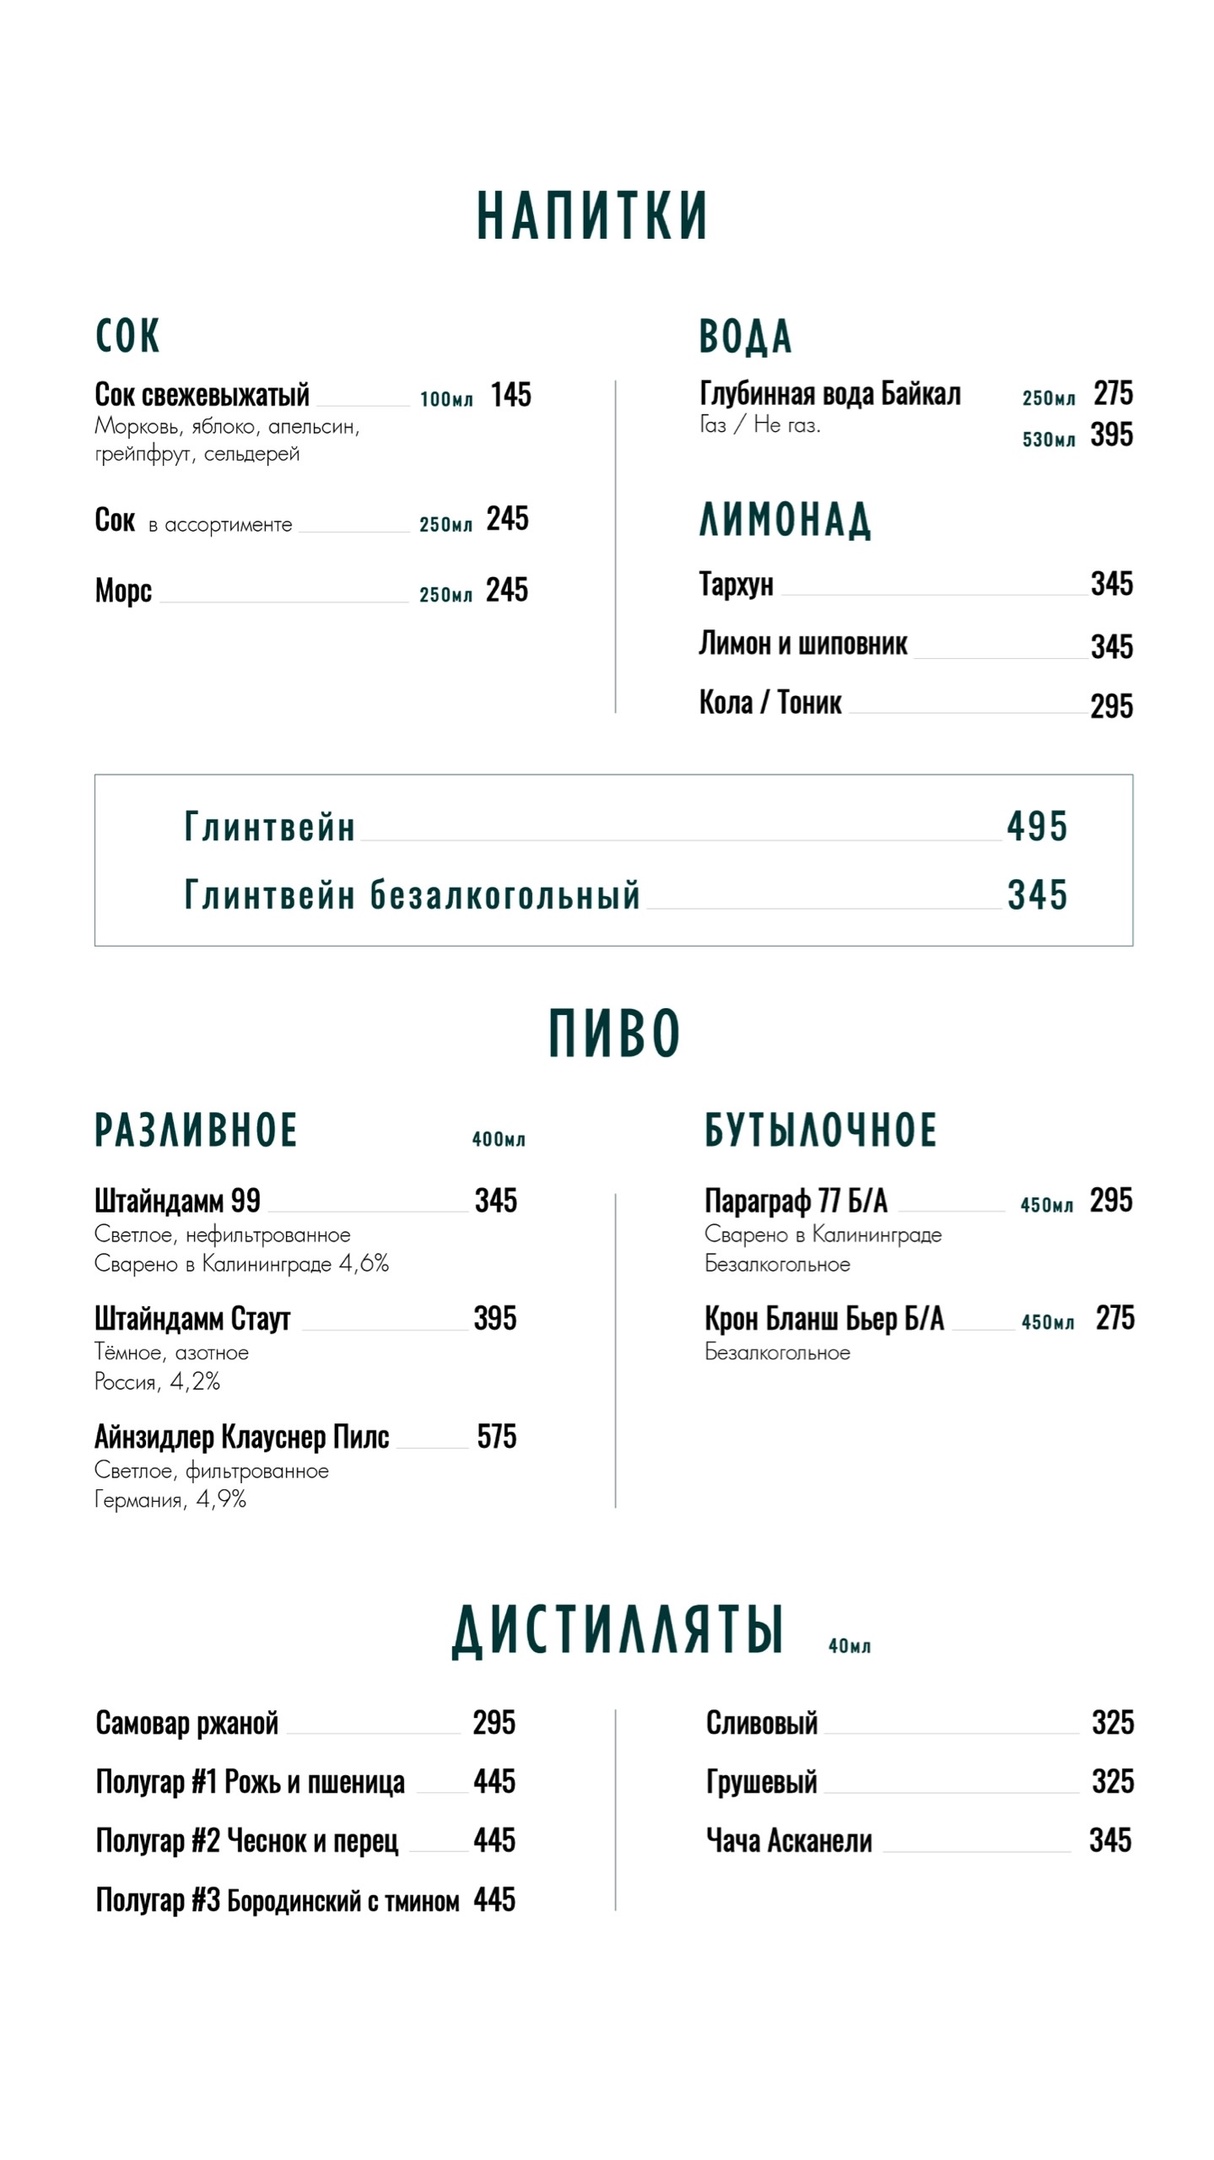 НАПИТКИ
СОК
Сок свежевыжатый 100мл 145
Морковь, яблоко, апельсин,
грейпфрут, сельдерей
Сок в ассортименте 250мл 245
Морс 250мл 245
ВОДА
Глубинная вода Байкал 250мл 275
Газ / Не газ.
530мл 395
ЛИМОНАД
Тархун 345
Лимон и шиповник 345
Кола / Тоник 295
Глинтвейн 495
Глинтвейн безалкогольный 345
ПИВО
РАЗЛИВНОЕ 400мл
Штайндамм 99 345
Светлое, нефильтрованное
Сварено в Калининграде 4,6%
Штайндамм Стаут 395
Тёмное, азотное
Россия, 4,2%
Айнзидлер Клауснер Пилс 575
Светлое, фильтрованное
Германия, 4,9%
БУТЫЛОЧНОЕ
Параграф 77 Б/А 450мл 295
Сварено в Калининграде
Безалкогольное
Крон Бланш Бьер Б/А 450мл 275
Безалкогольное
ДИСТИЛЛЯТЫ 40мл
Самовар ржаной 295
Полугар #1 Рожь и пшеница 445
Полугар #2 Чеснок и перец 445
Полугар #3 Бородинский с тмином 445
Сливовый 325
Грушевый 325
Чача Асканели 345